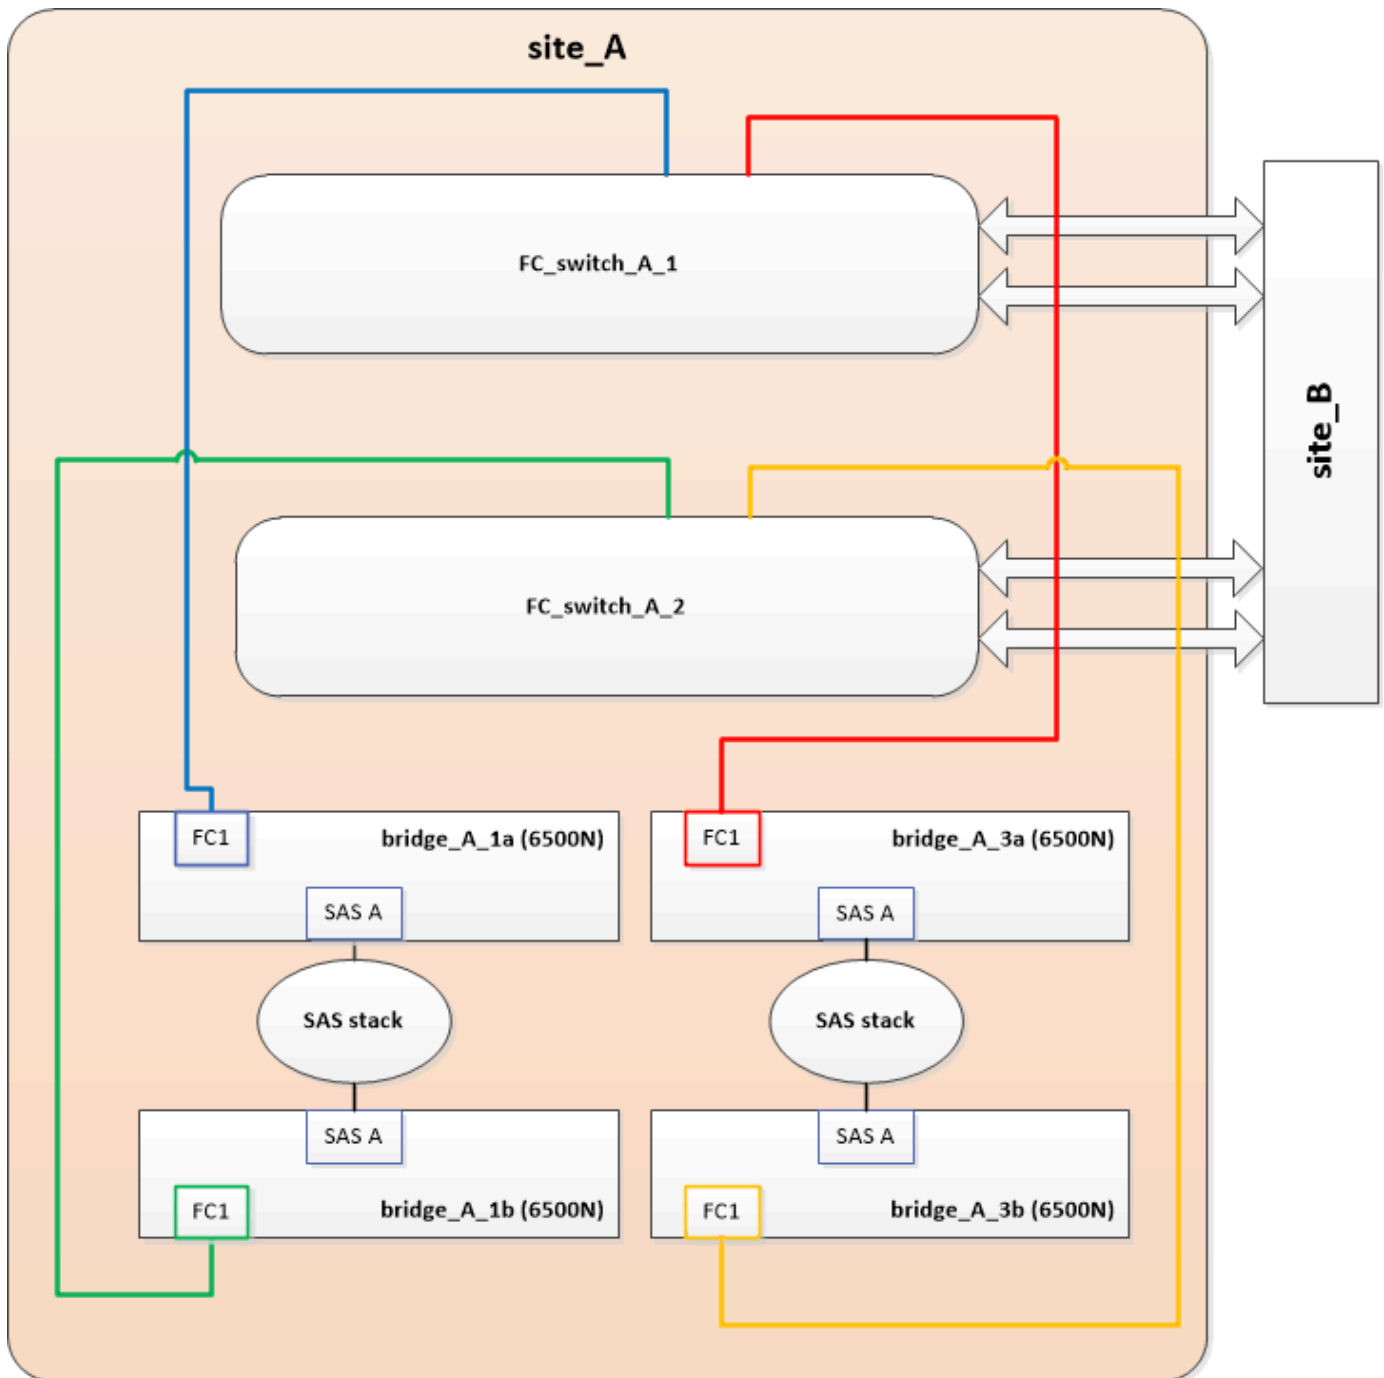 site_A
FC_switch_A_1
site_B
FC_switch_A_2
FC1
bridge_A_1a (6500N)
SAS A
FC1
bridge_A_3a (6500N)
SAS A
SAS stack
SAS stack
SAS A
FC1
bridge_A_1b (6500N)
SAS A
FC1
bridge_A_3b (6500N)